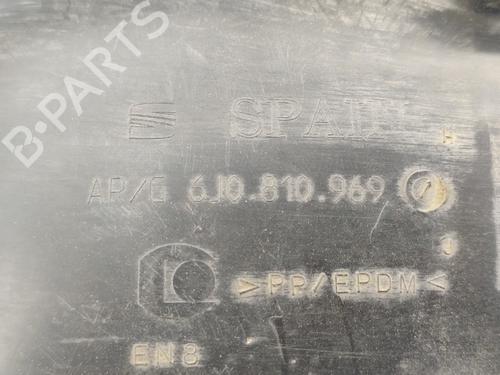 B-PARTS
SPAIN
AP/G 6J0.810.969
>PP/EPDM<
EN8